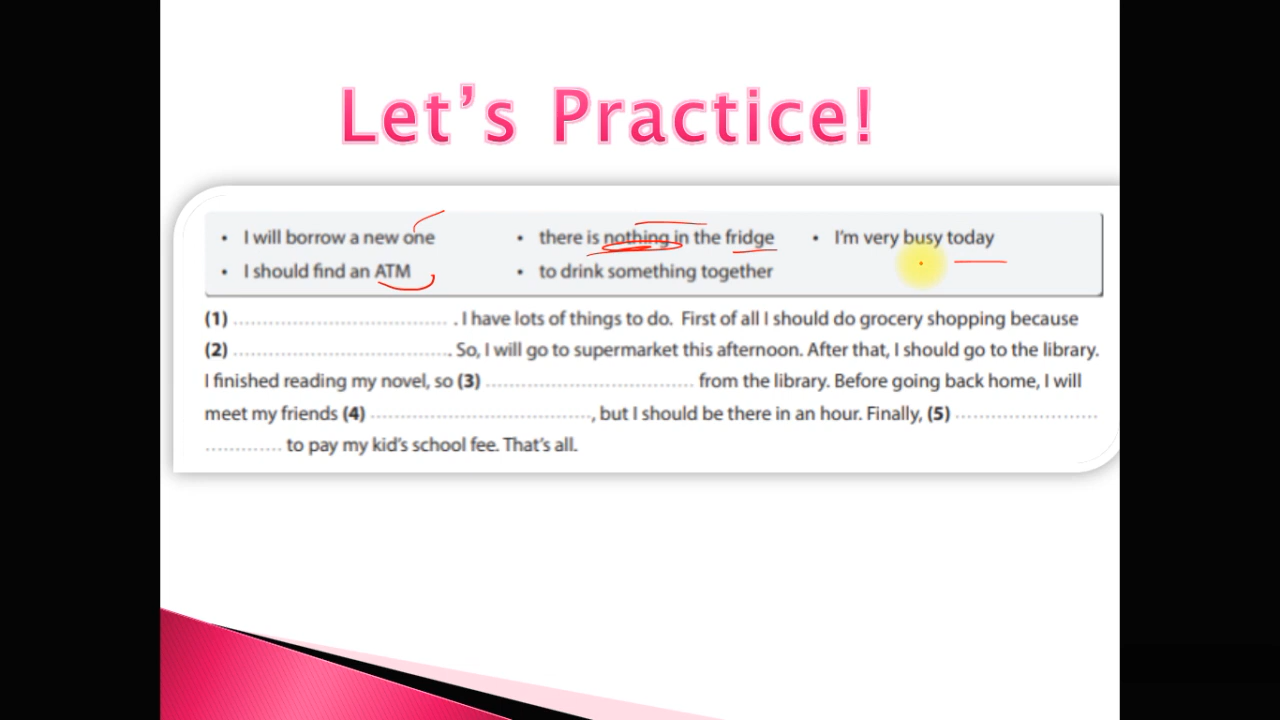 Let's Practice!
• I will borrow a new one • there is nothing in the fridge • I'm very busy today
• I should find an ATM • to drink something together
(1) ............................................ . I have lots of things to do. First of all I should do grocery shopping because
(2) ............................................. So, I will go to supermarket this afternoon. After that, I should go to the library.
I finished reading my novel, so (3) ........................................... from the library. Before going back home, I will
meet my friends (4) ............................................., but I should be there in an hour. Finally, (5) .............................
................ to pay my kid's school fee. That's all.